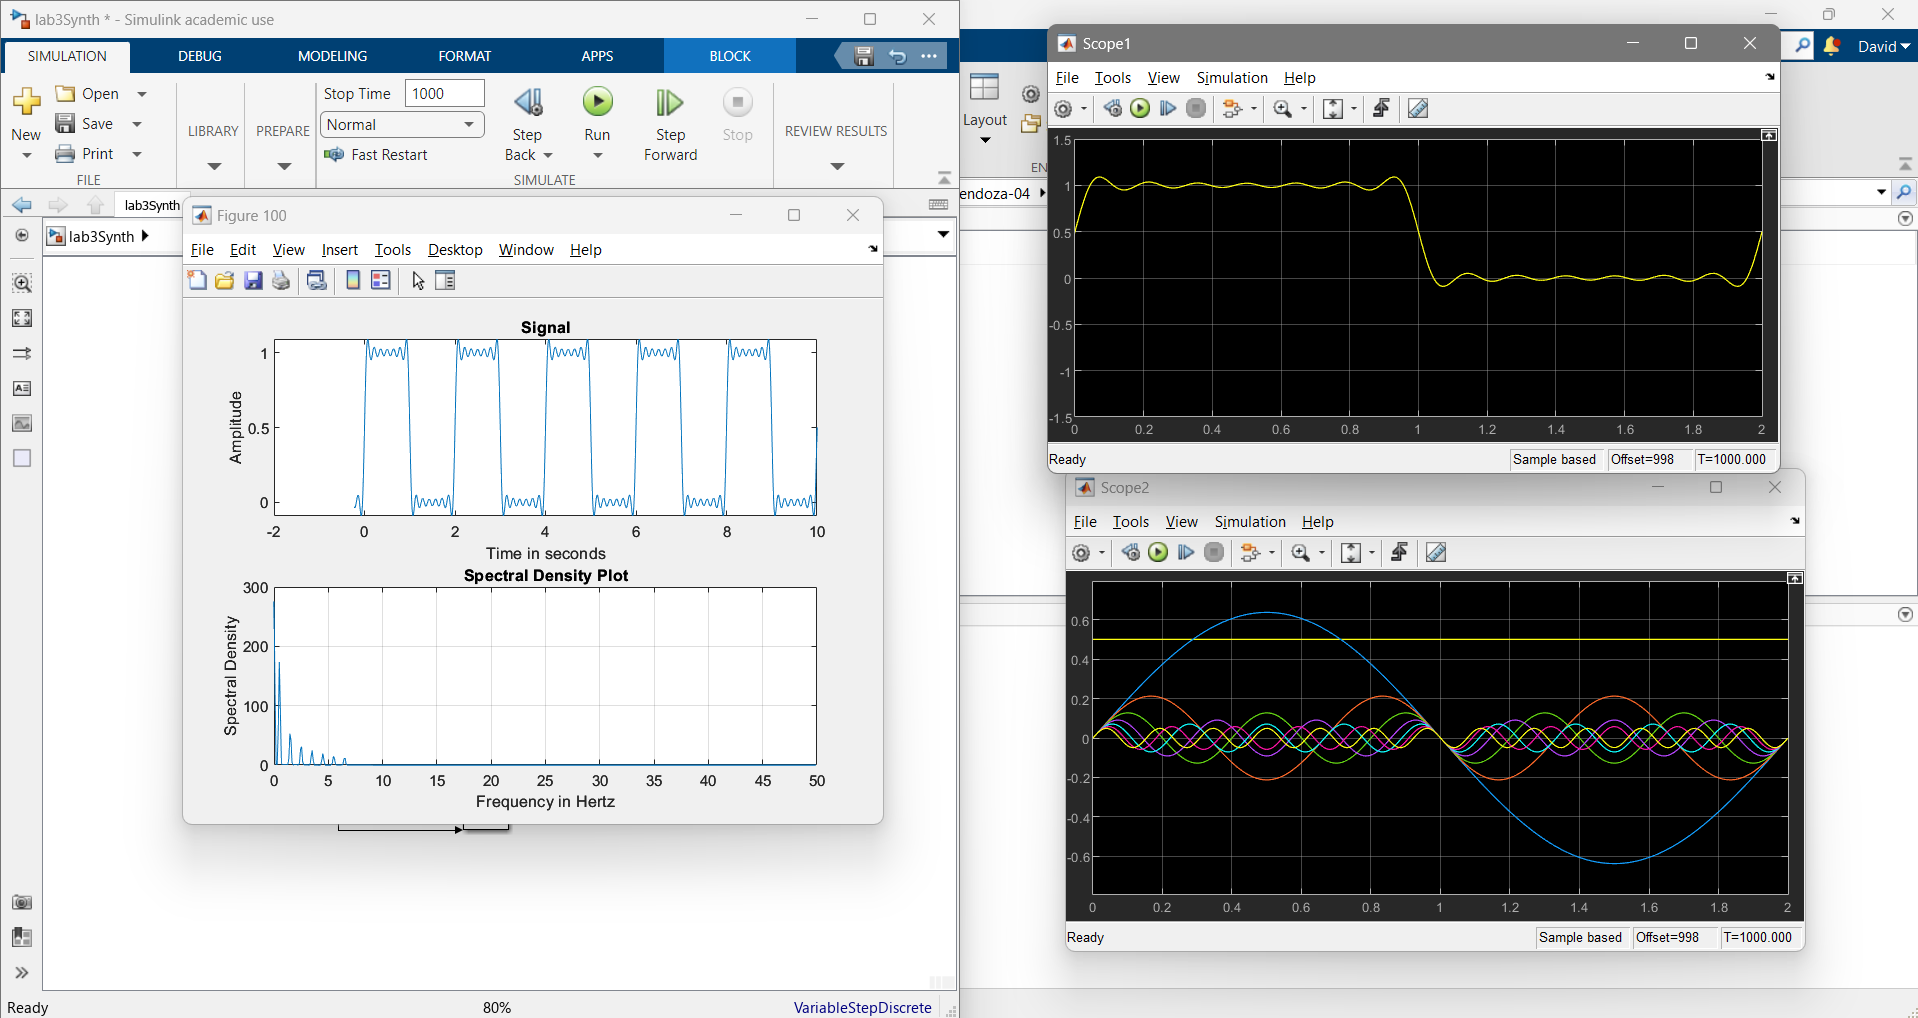 lab3Synth * - Simulink academic use
SIMULATION DEBUG MODELING FORMAT APPS BLOCK
New
Open
Save
Print
FILE
LIBRARY
PREPARE
Stop Time 1000
Normal
Fast Restart
Step Back
Run
Step Forward
Stop
SIMULATE
REVIEW RESULTS
lab3Synth
lab3Synth
Figure 100
File Edit View Insert Tools Desktop Window Help
Signal
Amplitude
1
0.5
0
-2 0 2 4 6 8 10
Time in seconds
Spectral Density Plot
Spectral Density
300
200
100
0
0 5 10 15 20 25 30 35 40 45 50
Frequency in Hertz
Ready 80% VariableStepDiscrete
David
Layout
EN
endoza-04
Scope1
File Tools View Simulation Help
1.5
1
0.5
0
-0.5
-1
-1.5
0 0.2 0.4 0.6 0.8 1 1.2 1.4 1.6 1.8 2
Ready Sample based Offset=998 T=1000.000
Scope2
File Tools View Simulation Help
0.6
0.4
0.2
0
-0.2
-0.4
-0.6
0 0.2 0.4 0.6 0.8 1 1.2 1.4 1.6 1.8 2
Ready Sample based Offset=998 T=1000.000